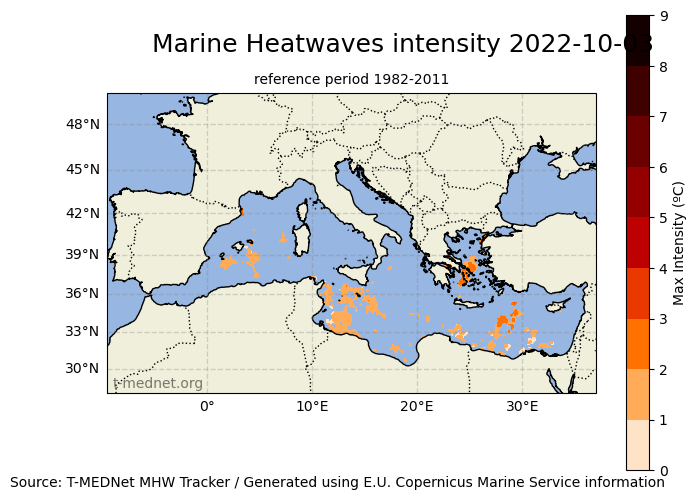 Marine Heatwaves intensity 2022-10-03
reference period 1982-2011
48°N
45°N
42°N
39°N
36°N
33°N
30°N
0°
10°E
20°E
30°E
t-mednet.org
9
8
7
6
5
4
3
2
1
0
Max Intensity (ºC)
Source: T-MEDNet MHW Tracker / Generated using E.U. Copernicus Marine Service information